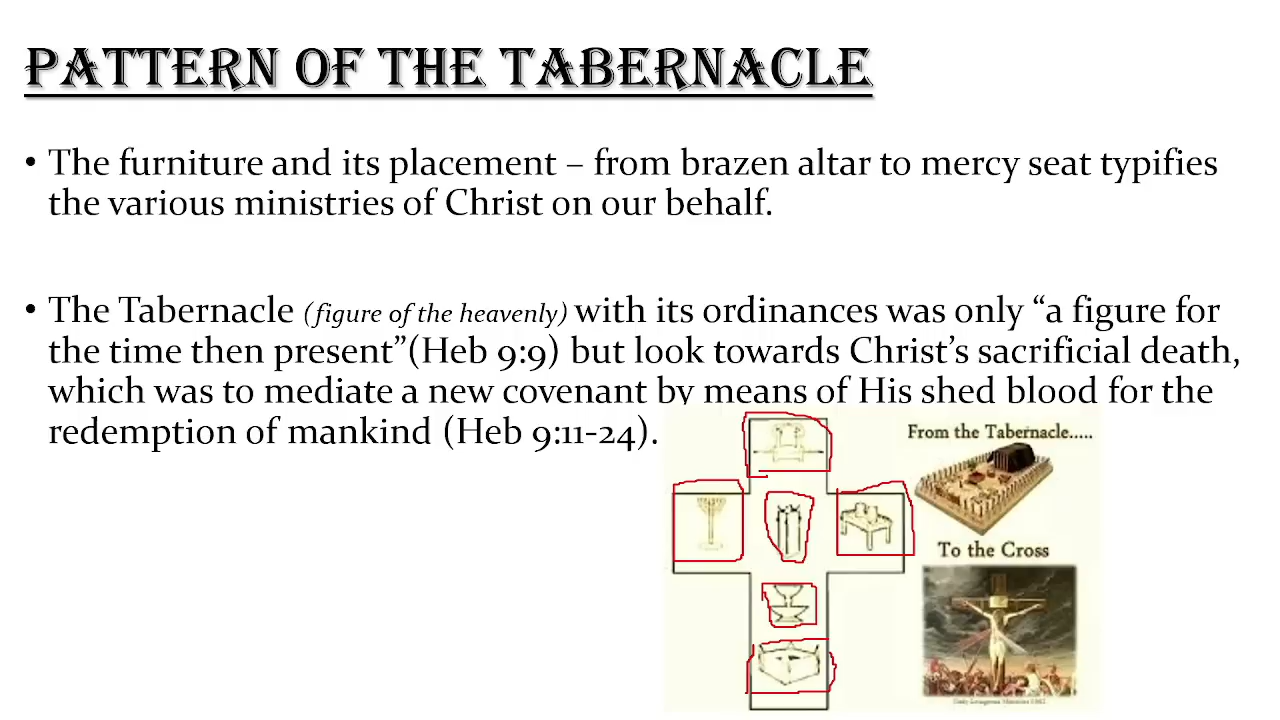 PATTERN OF THE TABERNACLE
• The furniture and its placement – from brazen altar to mercy seat typifies
the various ministries of Christ on our behalf.
• The Tabernacle (figure of the heavenly) with its ordinances was only “a figure for
the time then present”(Heb 9:9) but look towards Christ’s sacrificial death,
which was to mediate a new covenant by means of His shed blood for the
redemption of mankind (Heb 9:11-24).
From the Tabernacle.....
To the Cross